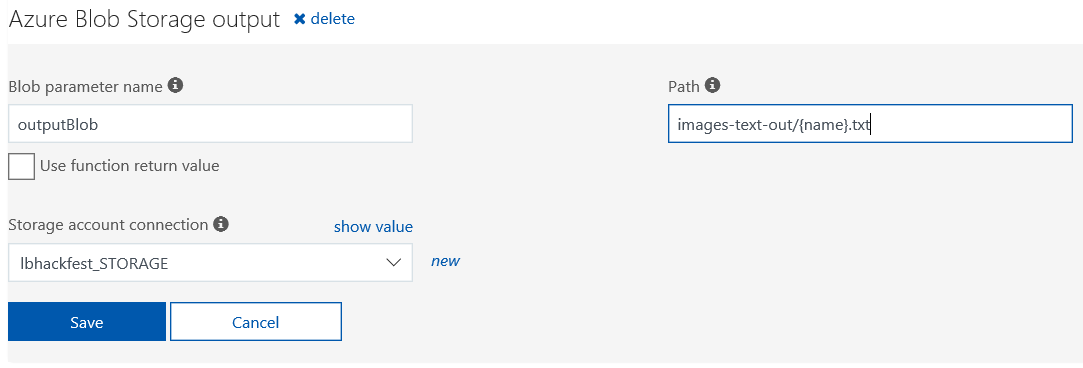 Azure Blob Storage output ✖ delete
Blob parameter name
Path
outputBlob
images-text-out/{name}.txt
Use function return value
Storage account connection
show value
lbhackfest_STORAGE
new
Save
Cancel